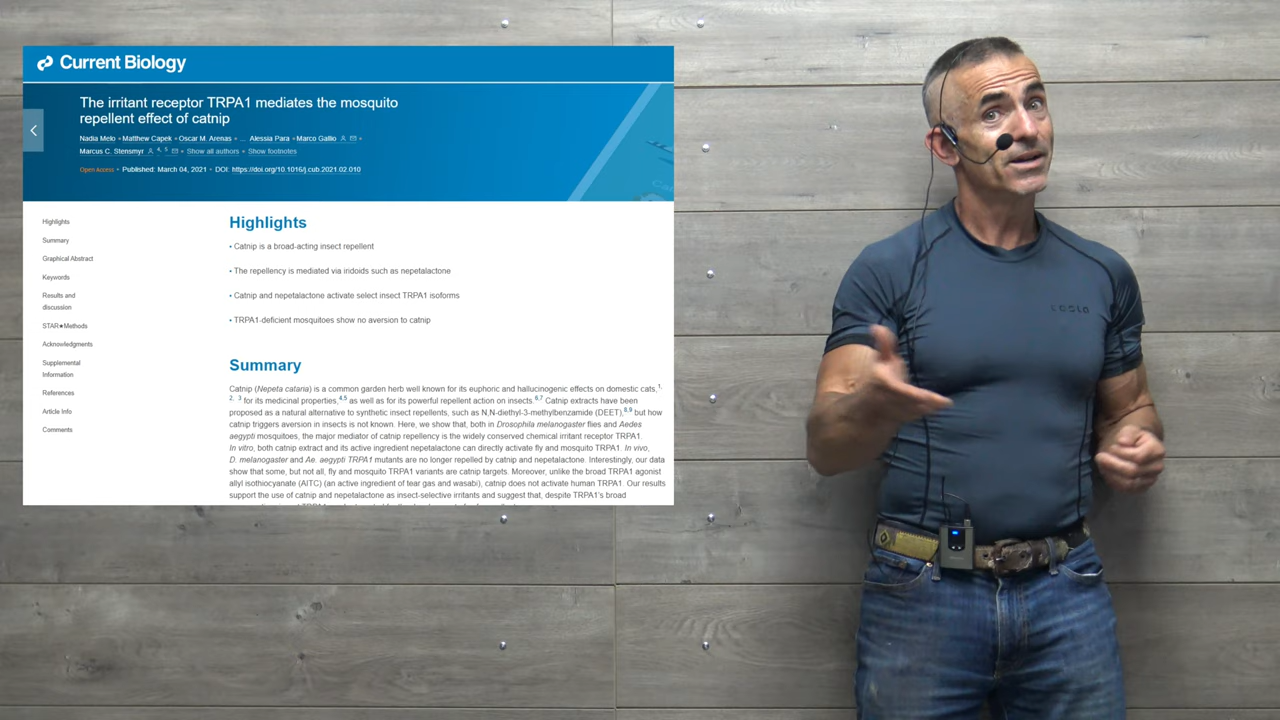 Current Biology
The irritant receptor TRPA1 mediates the mosquito
repellent effect of catnip
Nadia Melo • Matthew Capek • Oscar M. Arenas • ... Alessia Para • Marco Gallio •
Marcus C. Stensmyr 4, 5 • Show all authors • Show footnotes
Open Access • Published: March 04, 2021 • DOI: https://doi.org/10.1016/j.cub.2021.02.010
Highlights
Summary
Graphical Abstract
Keywords
Results and
discussion
STAR★Methods
Acknowledgments
Supplemental
Information
References
Article Info
Comments
Highlights
• Catnip is a broad-acting insect repellent
• The repellency is mediated via iridoids such as nepetalactone
• Catnip and nepetalactone activate select insect TRPA1 isoforms
• TRPA1-deficient mosquitoes show no aversion to catnip
Summary
Catnip (Nepeta cataria) is a common garden herb well known for its euphoric and hallucinogenic effects on domestic cats,1,
2, 3 for its medicinal properties,4,5 as well as for its powerful repellent action on insects.6,7 Catnip extracts have been
proposed as a natural alternative to synthetic insect repellents, such as N,N-diethyl-3-methylbenzamide (DEET),8,9 but how
catnip triggers aversion in insects is not known. Here, we show that, both in Drosophila melanogaster flies and Aedes
aegypti mosquitoes, the major mediator of catnip repellency is the widely conserved chemical irritant receptor TRPA1.
In vitro, both catnip extract and its active ingredient nepetalactone can directly activate fly and mosquito TRPA1. In vivo,
D. melanogaster and Ae. aegypti TRPA1 mutants are no longer repelled by catnip and nepetalactone. Interestingly, our data
show that some, but not all, fly and mosquito TRPA1 variants are catnip targets. Moreover, unlike the broad TRPA1 agonist
allyl isothiocyanate (AITC) (an active ingredient of tear gas and wasabi), catnip does not activate human TRPA1. Our results
support the use of catnip and nepetalactone as insect-selective irritants and suggest that, despite TRPA1's broad